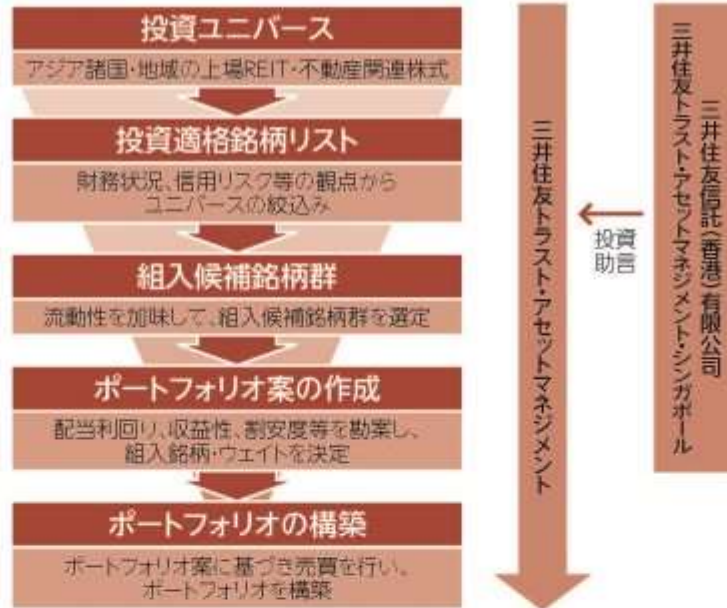 投資ユニバース
アジア諸国・地域の上場REIT・不動産関連株式
投資適格銘柄リスト
財務状況、信用リスク等の観点から
ユニバースの絞込み
組入候補銘柄群
流動性を加味して、組入候補銘柄群を選定
ポートフォリオ案の作成
配当利回り、収益性、割安度等を勘案し、
組入銘柄・ウェイトを決定
ポートフォリオの構築
ポートフォリオ案に基づき売買を行い、
ポートフォリオを構築
三井住友トラスト・アセットマネジメント
投資
助言
三井住友信託(香港)有限公司
三井住友トラスト・アセットマネジメント・シンガポール